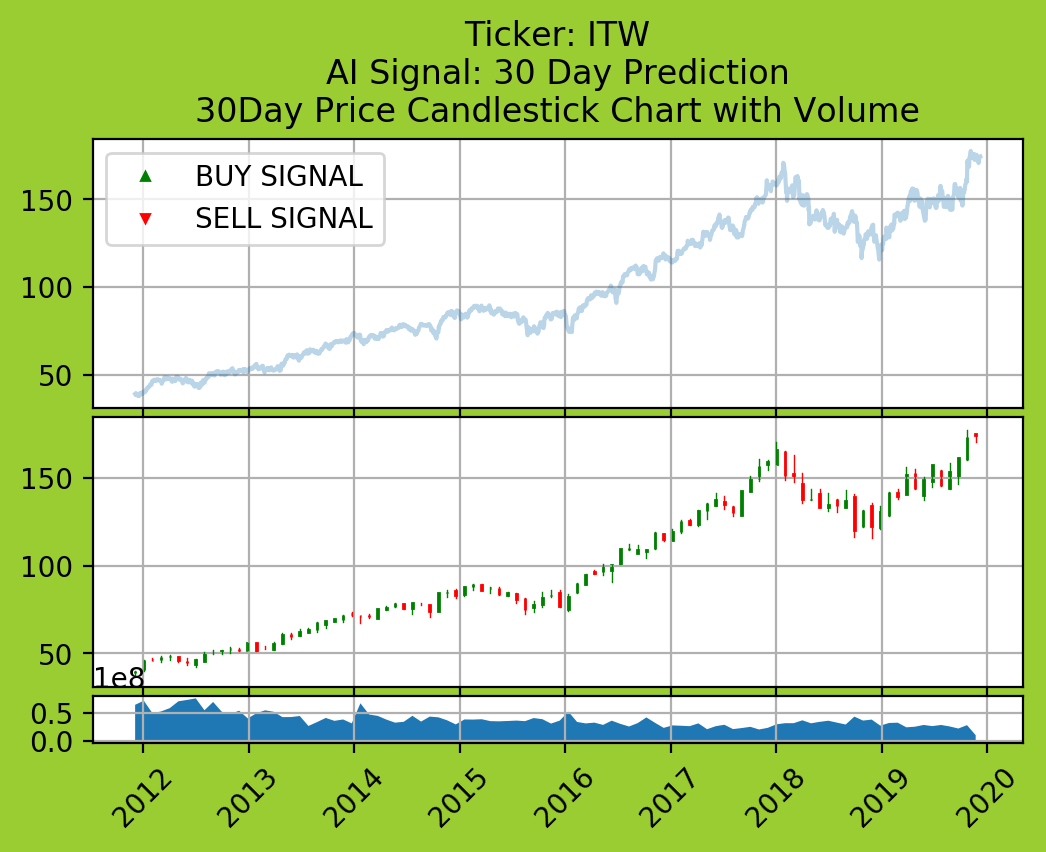 Ticker: ITW
AI Signal: 30 Day Prediction
30Day Price Candlestick Chart with Volume
BUY SIGNAL
SELL SIGNAL
150
100
50
150
100
50
1e8
0.5
0.0
2012 2013 2014 2015 2016 2017 2018 2019 2020